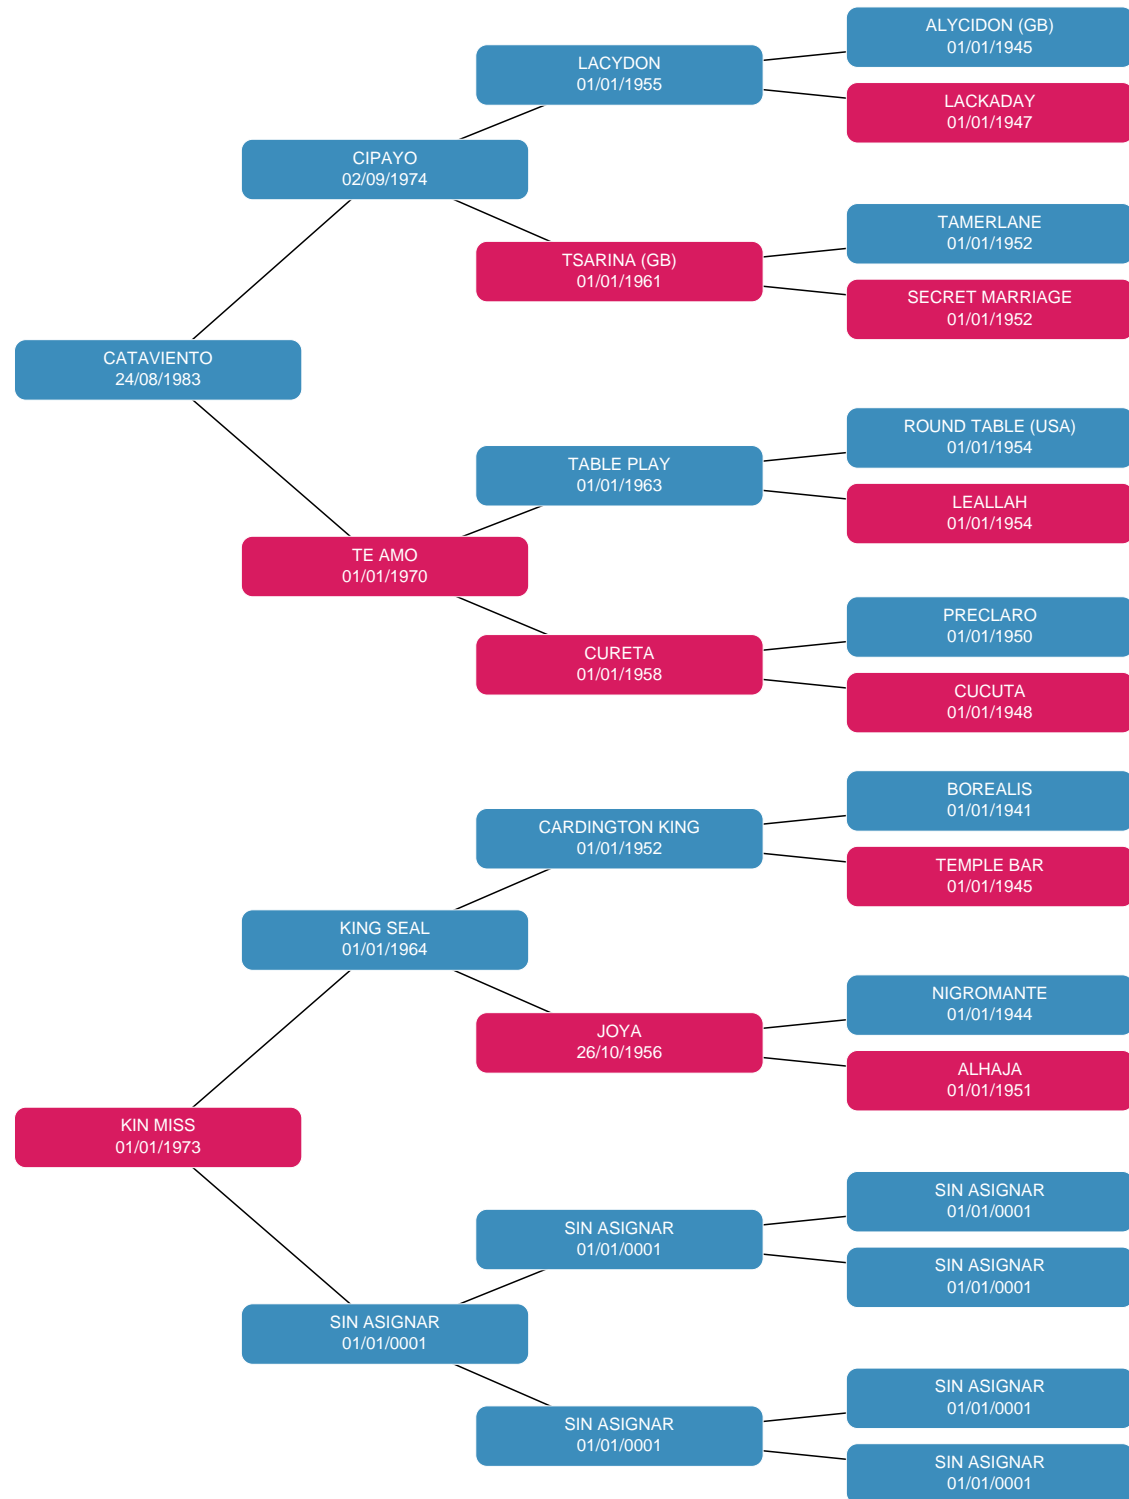 ALYCIDON (GB)
01/01/1945
LACYDON
01/01/1955
LACKADAY
01/01/1947
CIPAYO
02/09/1974
TAMERLANE
01/01/1952
TSARINA (GB)
01/01/1961
SECRET MARRIAGE
01/01/1952
CATAVIENTO
24/08/1983
ROUND TABLE (USA)
01/01/1954
TABLE PLAY
01/01/1963
LEALLAH
01/01/1954
TE AMO
01/01/1970
PRECLARO
01/01/1950
CURETA
01/01/1958
CUCUTA
01/01/1948
BOREALIS
01/01/1941
CARDINGTON KING
01/01/1952
TEMPLE BAR
01/01/1945
KING SEAL
01/01/1964
NIGROMANTE
01/01/1944
JOYA
26/10/1956
ALHAJA
01/01/1951
KIN MISS
01/01/1973
SIN ASIGNAR
01/01/0001
SIN ASIGNAR
01/01/0001
SIN ASIGNAR
01/01/0001
SIN ASIGNAR
01/01/0001
SIN ASIGNAR
01/01/0001
SIN ASIGNAR
01/01/0001
SIN ASIGNAR
01/01/0001